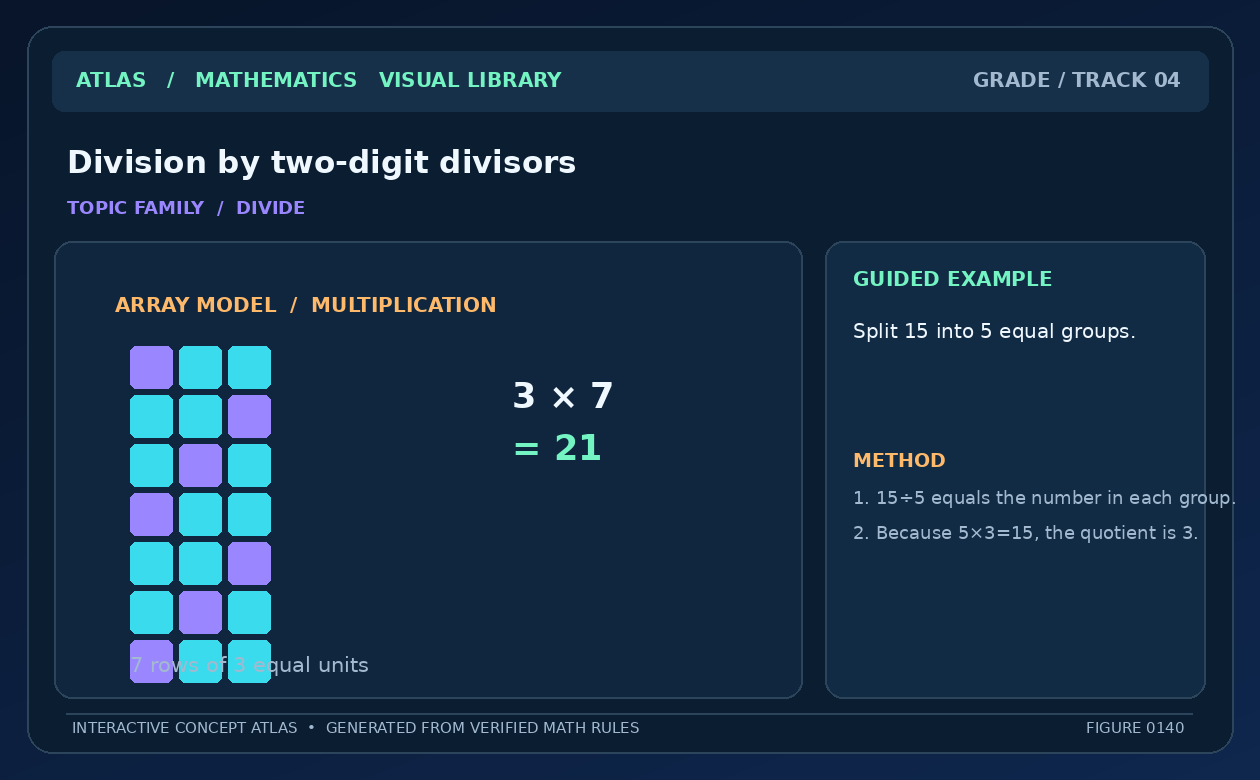 ATLAS / MATHEMATICS VISUAL LIBRARY
GRADE / TRACK 04
Division by two-digit divisors
TOPIC FAMILY / DIVIDE
ARRAY MODEL / MULTIPLICATION
3 × 7
= 21
7 rows of 3 equal units
GUIDED EXAMPLE
Split 15 into 5 equal groups.
METHOD
1. 15÷5 equals the number in each group.
2. Because 5×3=15, the quotient is 3.
INTERACTIVE CONCEPT ATLAS • GENERATED FROM VERIFIED MATH RULES
FIGURE 0140